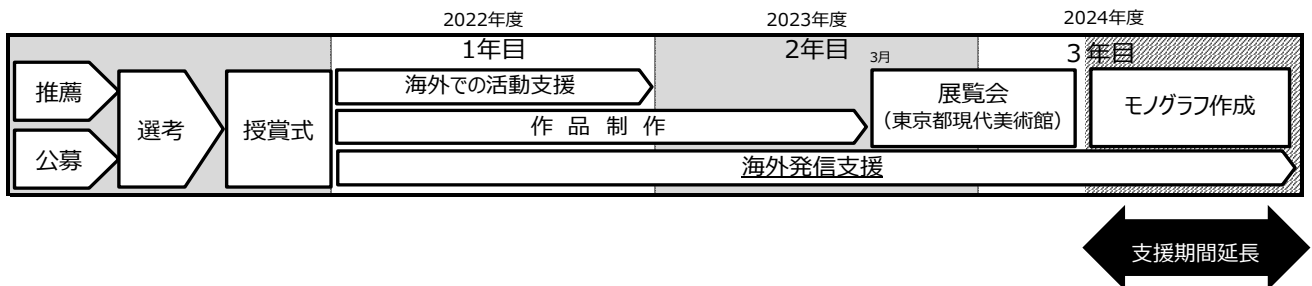 2022年度
2023年度
2024年度
1年目
2年目
3月
3年目
推薦
公募
選考
授賞式
海外での活動支援
作品制作
海外発信支援
展覧会
(東京都現代美術館)
モノグラフ作成
支援期間延長